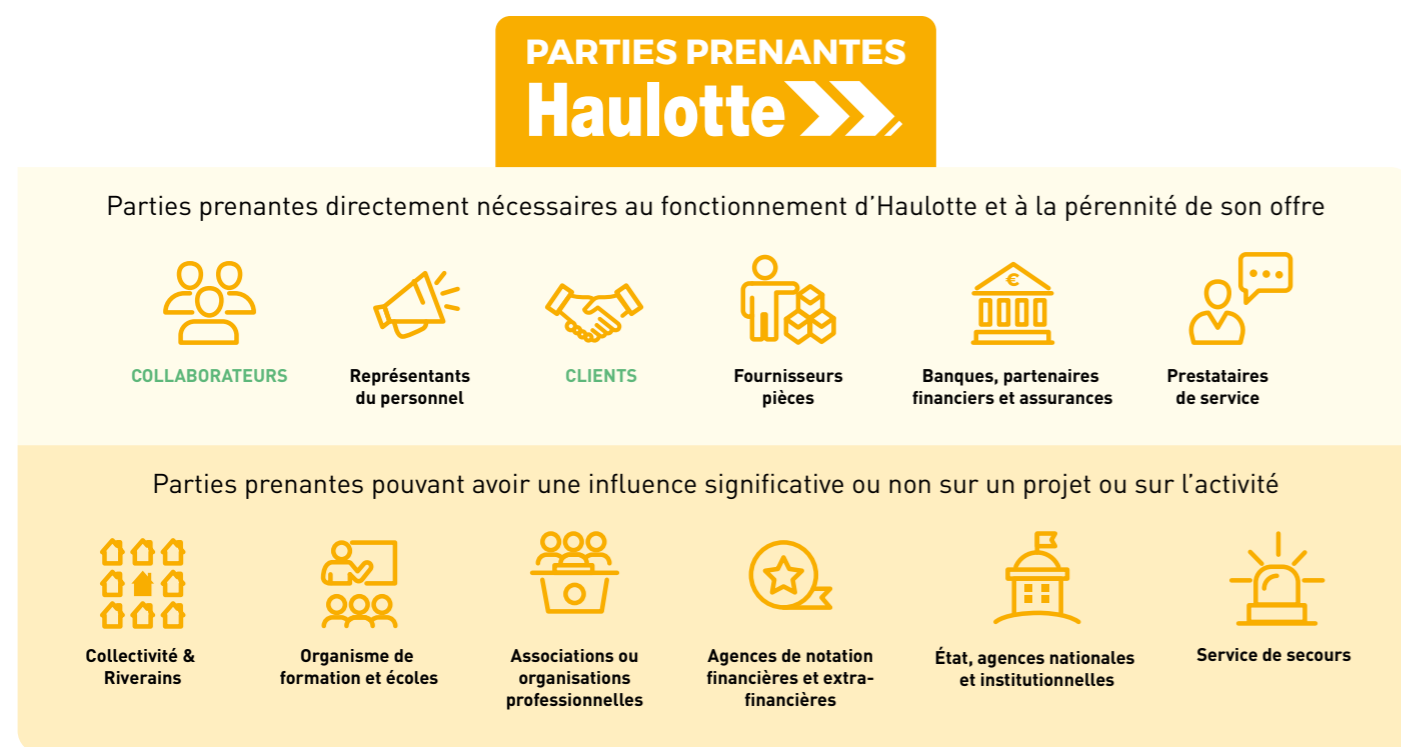 PARTIES PRENANTES
Haulotte
Parties prenantes directement nécessaires au fonctionnement d’Haulotte et à la pérennité de son offre
€
COLLABORATEURS
Représentants
du personnel
CLIENTS
Fournisseurs
pièces
Banques, partenaires
financiers et assurances
Prestataires
de service
Parties prenantes pouvant avoir une influence significative ou non sur un projet ou sur l’activité
Collectivité &
Riverains
Organisme de
formation et écoles
Associations ou
organisations
professionnelles
Agences de notation
financières et extra-
financières
État, agences nationales
et institutionnelles
Service de secours